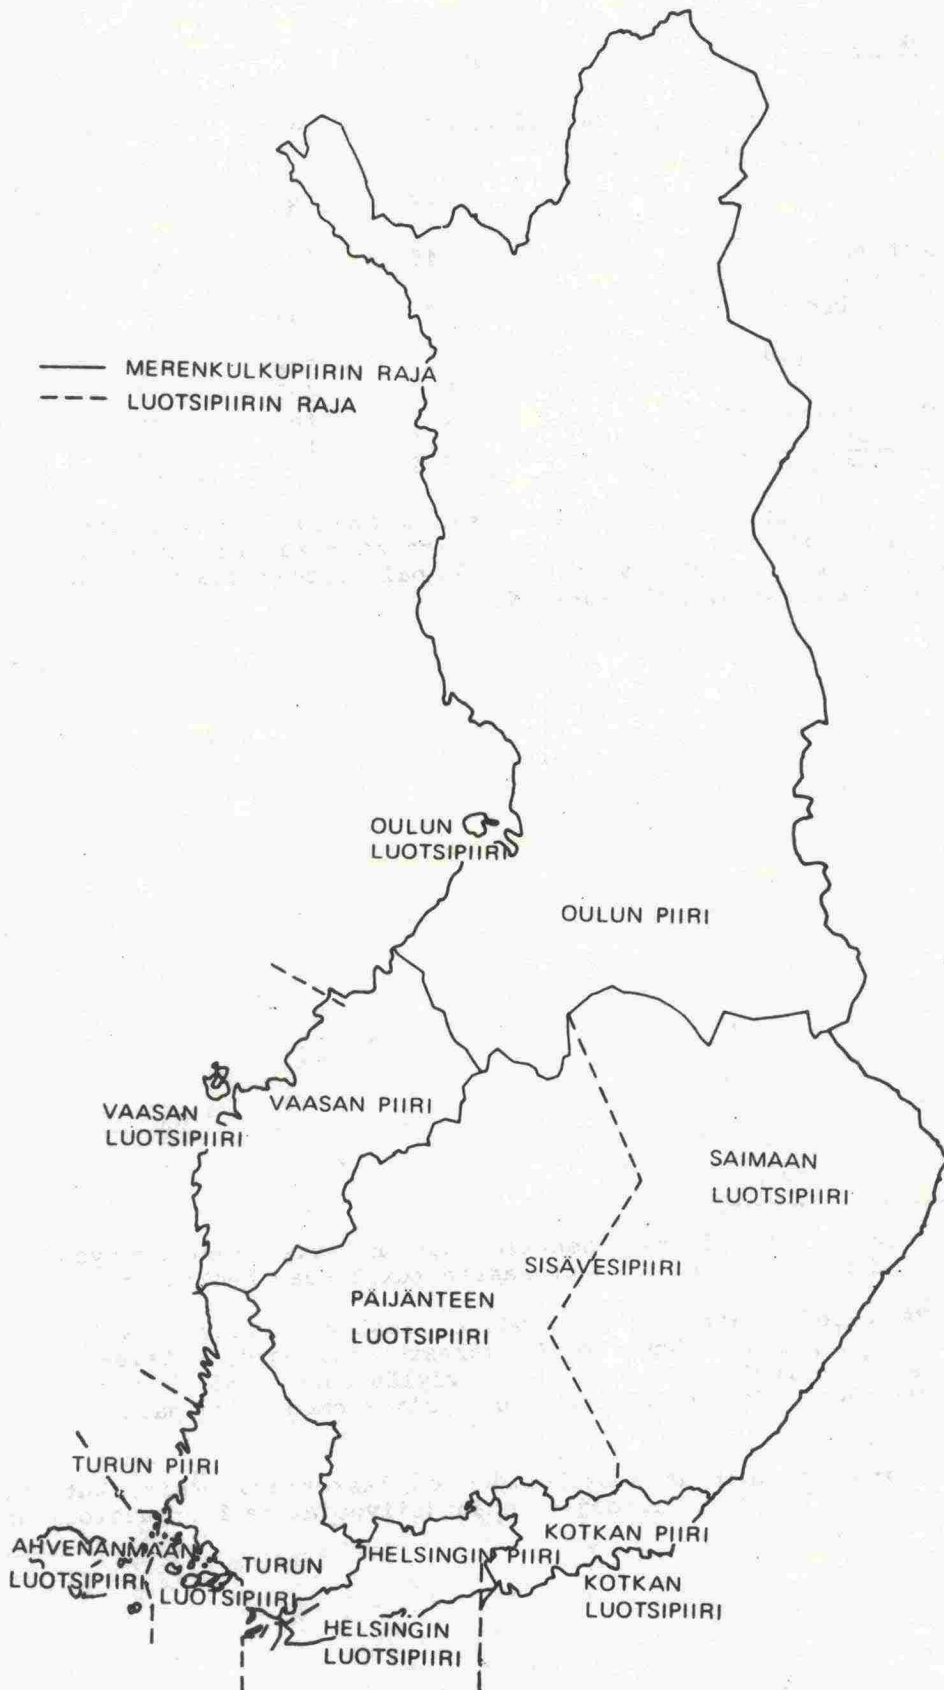 MERENKULKUPIIRIN RAJA
LUOTSIPIIRIN RAJA
OULUN
LUOTSIPIIRI
OULUN PIIRI
VAASAN PIIRI
VAASAN
LUOTSIPIIRI
SAIMAAN
LUOTSIPIIRI
SISÄVESIPIIRI
PÄIJÄNTEEN
LUOTSIPIIRI
TURUN PIIRI
AHVENANMAAN
LUOTSIPIIRI
TURUN
LUOTSIPIIRI
HELSINGIN PIIRI
KOTKAN PIIRI
KOTKAN
LUOTSIPIIRI
HELSINGIN
LUOTSIPIIRI